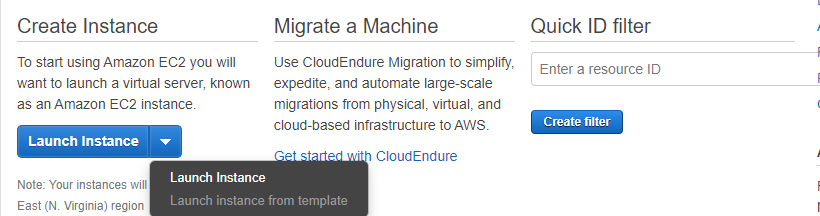 Create Instance
To start using Amazon EC2 you will
want to launch a virtual server, known
as an Amazon EC2 instance.
Launch Instance
Launch Instance
Launch instance from template
Note: Your instances will
East (N. Virginia) region
Migrate a Machine
Use CloudEndure Migration to simplify,
expedite, and automate large-scale
migrations from physical, virtual, and
cloud-based infrastructure to AWS.
Get started with CloudEndure
Quick ID filter
Enter a resource ID
Create filter